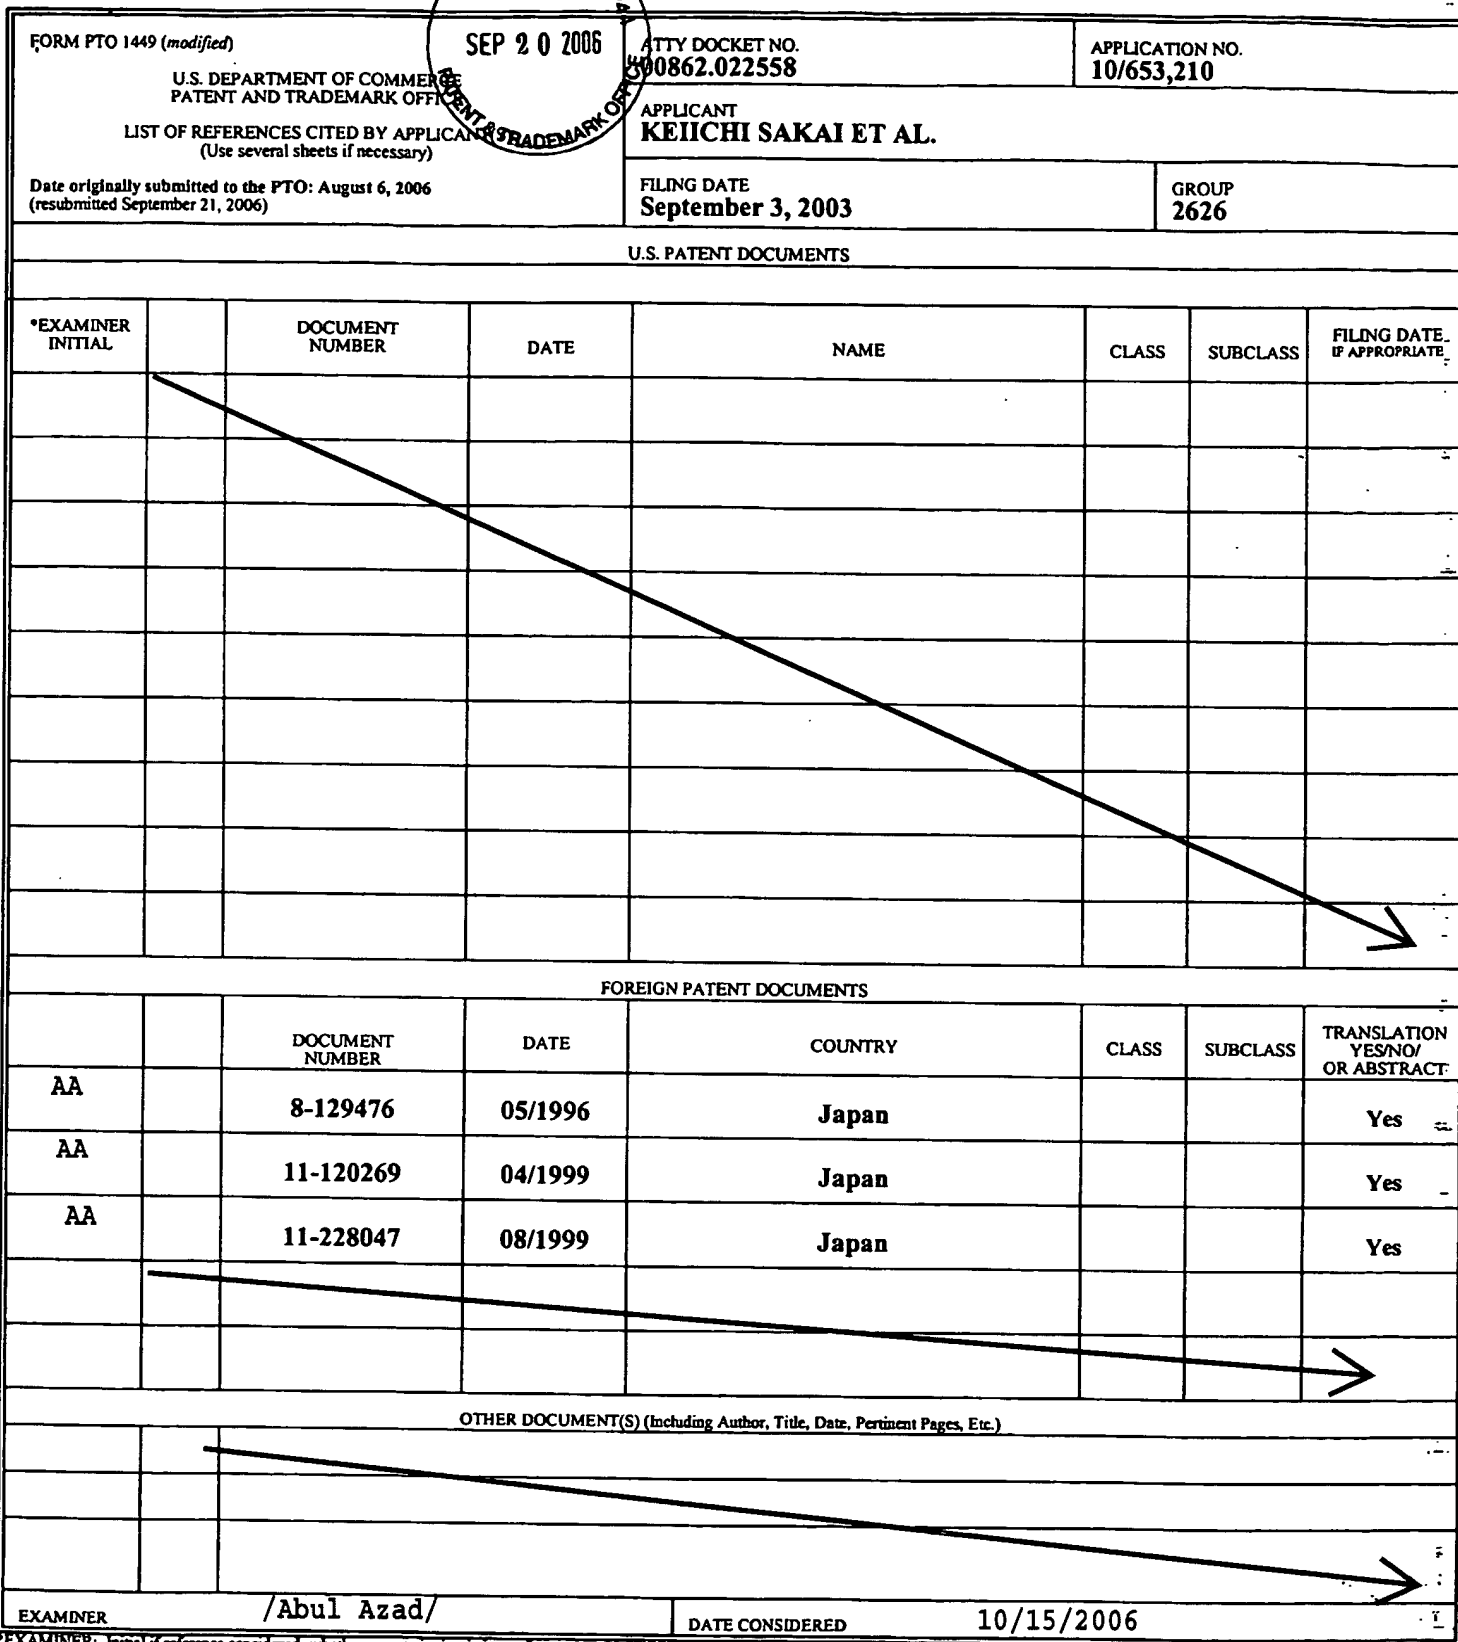 FORM PTO 1449 (modified)
U.S. DEPARTMENT OF COMMERCE
PATENT AND TRADEMARK OFFICE
LIST OF REFERENCES CITED BY APPLICANT
(Use several sheets if necessary)
Date originally submitted to the PTO: August 6, 2006
(resubmitted September 21, 2006)
SEP 20 2006
PATENT & TRADEMARK OFFICE
ATTY DOCKET NO.
00862.022558
APPLICATION NO.
10/653,210
APPLICANT
KEIICHI SAKAI ET AL.
FILING DATE
September 3, 2003
GROUP
2626
U.S. PATENT DOCUMENTS
*EXAMINER INITIAL DOCUMENT NUMBER DATE NAME CLASS SUBCLASS FILING DATE IF APPROPRIATE
FOREIGN PATENT DOCUMENTS
DOCUMENT NUMBER DATE COUNTRY CLASS SUBCLASS TRANSLATION YES/NO/ OR ABSTRACT
AA 8-129476 05/1996 Japan Yes
AA 11-120269 04/1999 Japan Yes
AA 11-228047 08/1999 Japan Yes
OTHER DOCUMENT(S) (Including Author, Title, Date, Pertinent Pages, Etc.)
EXAMINER /Abul Azad/ DATE CONSIDERED 10/15/2006